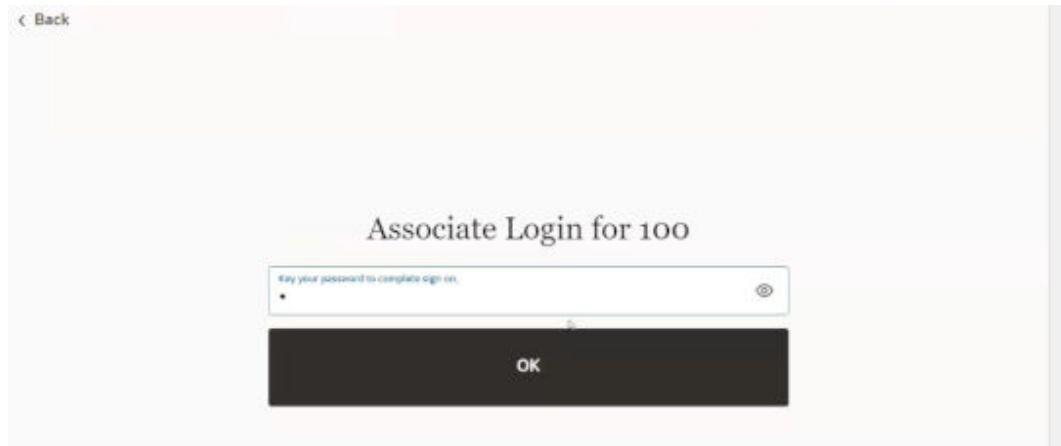 < Back
Associate Login for 100
Key your password to complete sign on.
•
OK